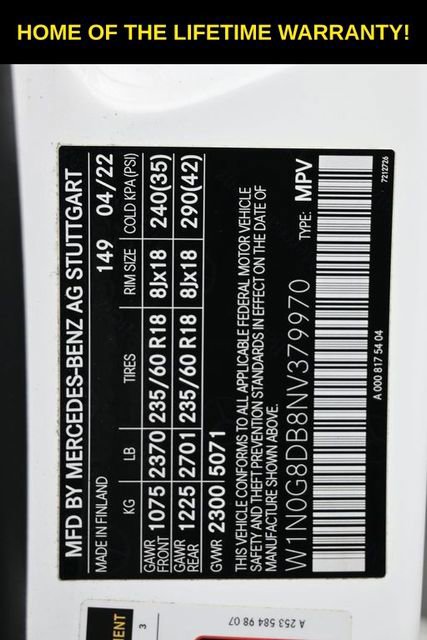 HOME OF THE LIFETIME WARRANTY!
MFD BY MERCEDES-BENZ AG STUTTGART
MADE IN FINLAND 149 04/22
KG LB TIRES RIM SIZE COLD KPA(PSI)
GAWR FRONT 1075 2370 235/60 R18 8Jx18 240(35)
GAWR REAR 1225 2701 235/60 R18 8Jx18 290(42)
GVWR 2300 5071
THIS VEHICLE CONFORMS TO ALL APPLICABLE FEDERAL MOTOR VEHICLE
SAFETY AND THEFT PREVENTION STANDARDS IN EFFECT ON THE DATE OF
MANUFACTURE SHOWN ABOVE.
W1N0G8DB8NV379970 TYPE: MPV
A 000 817 54 04
7212726
3
A 253 584 98 07